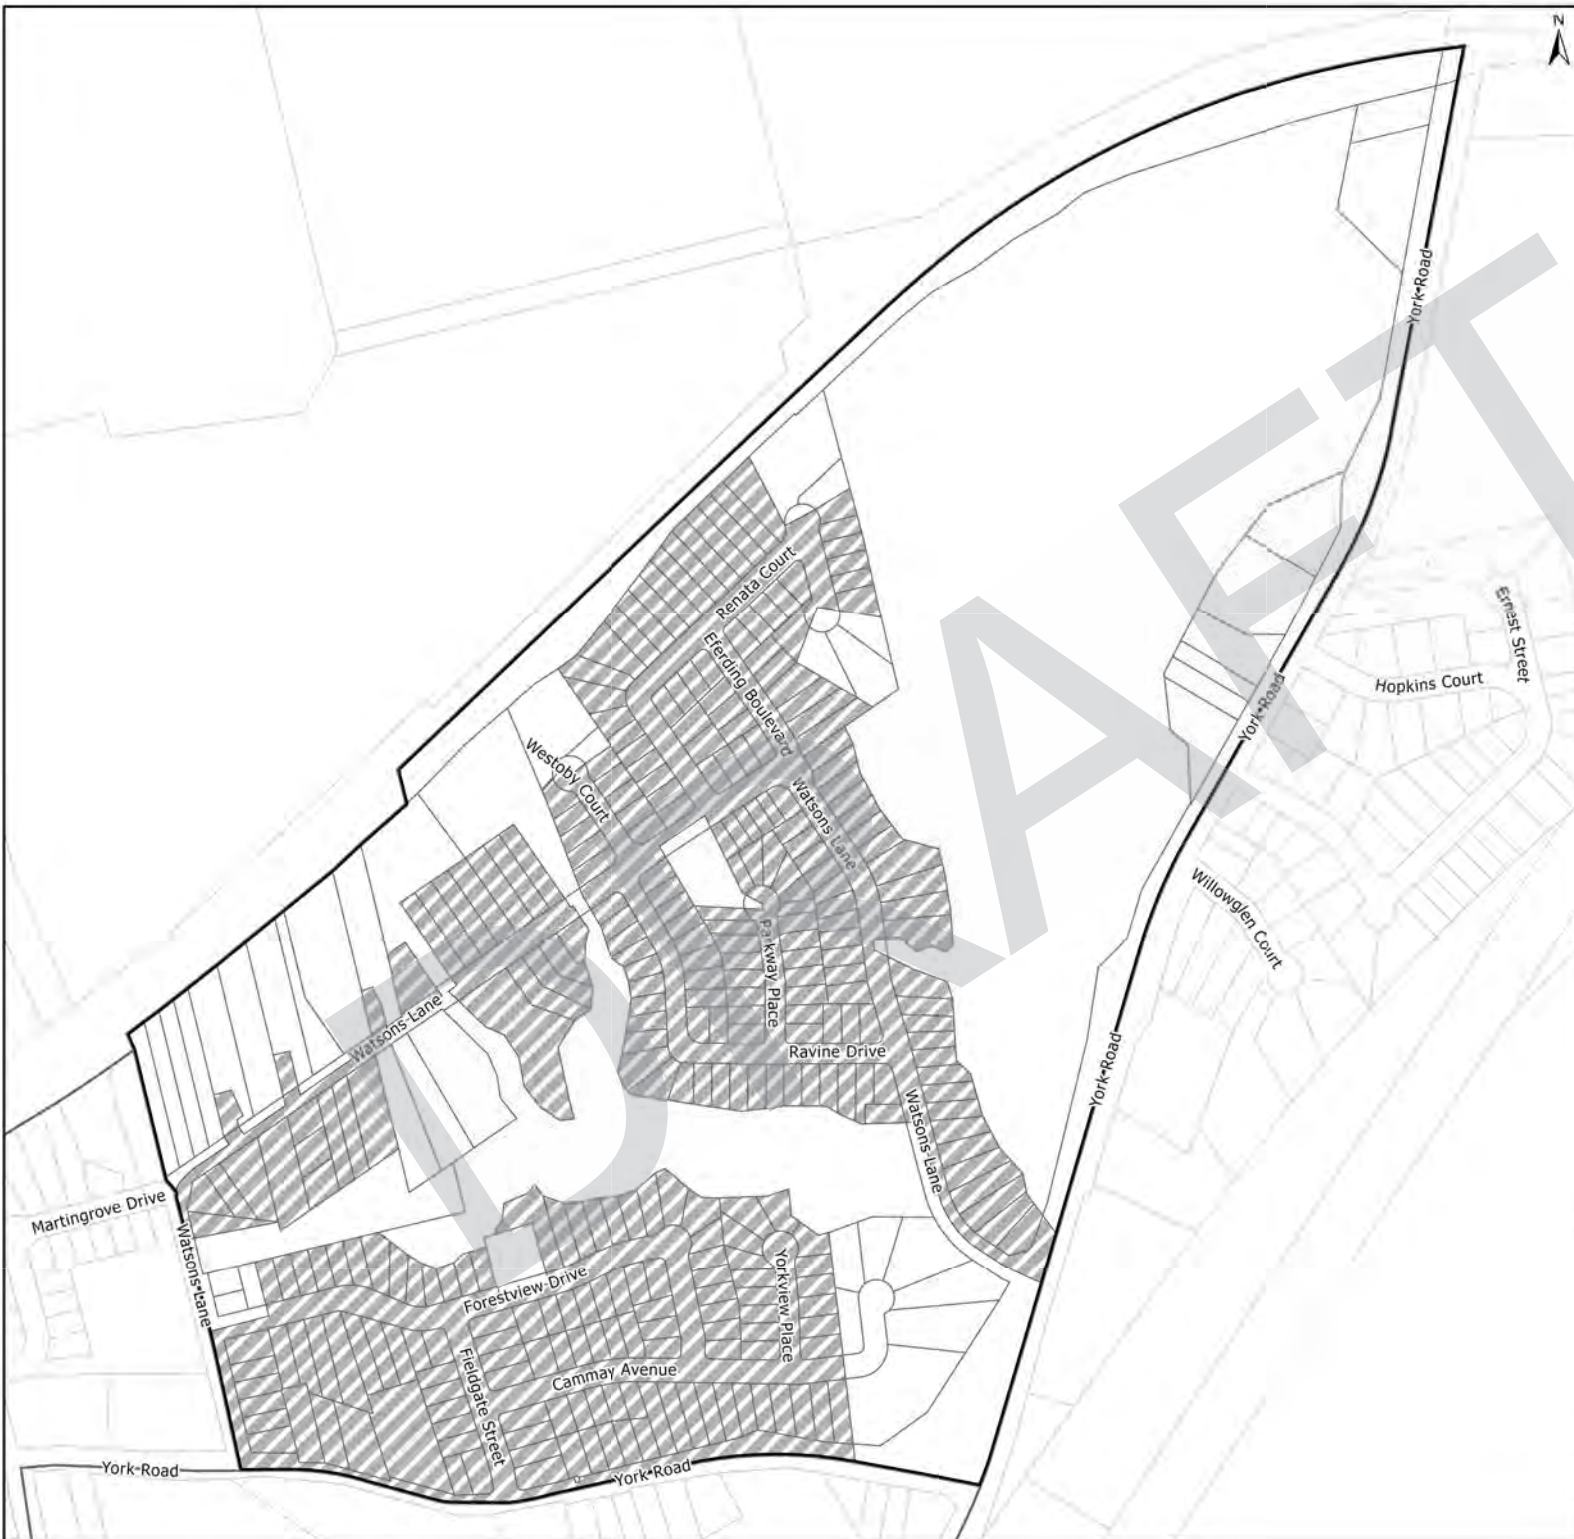 N
York Road
Renata Court
Eferding Boulevard
Ernest Street
Hopkins Court
York Road
Westoby Court
Watsons Lane
Willowglen Court
Parkway Place
Watsons Lane
Ravine Drive
York Road
Watsons Lane
Martingrove Drive
Watsons Lane
Forestview Drive
Yorkview Place
Fieldgate Street
Cammay Avenue
York Road
York Road
DRAFT